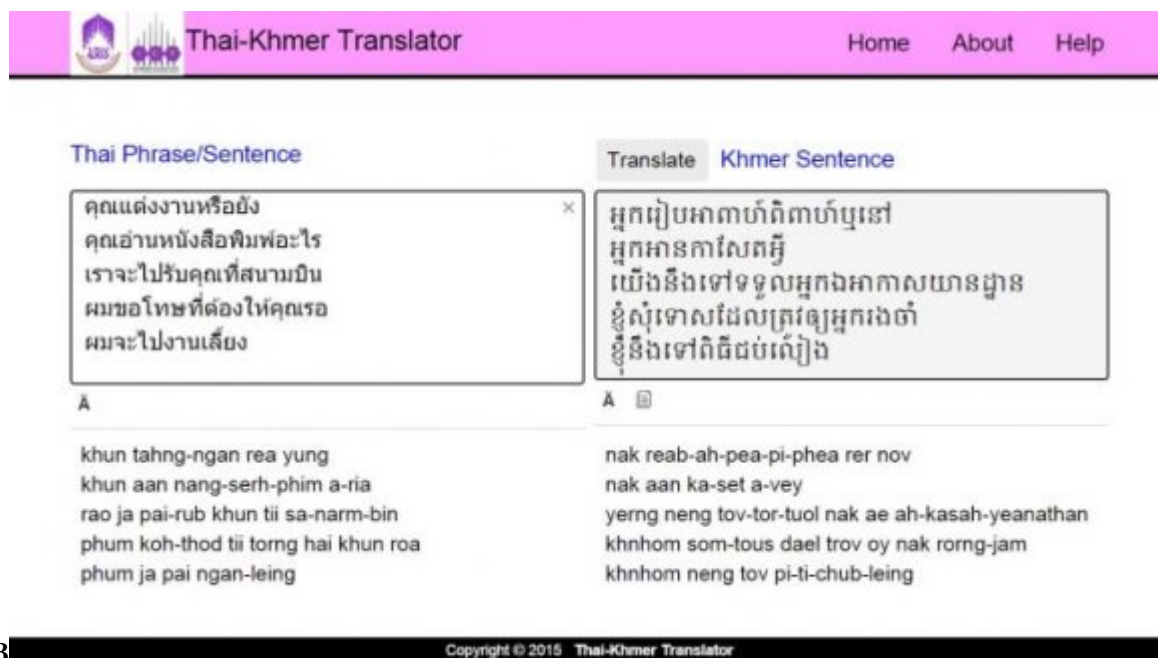 Thai-Khmer Translator
Home About Help
Thai Phrase/Sentence
Translate Khmer Sentence
คุณแต่งงานหรือยัง
คุณอ่านหนังสือพิมพ์อะไร
เราจะไปรับคุณที่สนามบิน
ผมขอโทษที่ต้องให้คุณรอ
ผมจะไปงานเลี้ยง
×
អ្នករៀបអាពាហ៍ពិពាហ៍ឬនៅ
អ្នកអានកាសែតអ្វី
យើងនឹងទៅទទួលអ្នកឯអាកាសយានដ្ឋាន
ខ្ញុំសុំទោសដែលត្រូវឲ្យអ្នករង់ចាំ
ខ្ញុំនឹងទៅពិធីជប់លៀង
Ä
Ä
khun tahng-ngan rea yung
khun aan nang-serh-phim a-ria
rao ja pai-rub khun tii sa-narm-bin
phum koh-thod tii torng hai khun roa
phum ja pai ngan-leing
nak reab-ah-pea-pi-phea rer nov
nak aan ka-set a-vey
yerng neng tov-tor-tuol nak ae ah-kasah-yeanathan
khnhom som-tous dael trov oy nak rorng-jam
khnhom neng tov pi-ti-chub-leing
Copyright © 2015 Thai-Khmer Translator